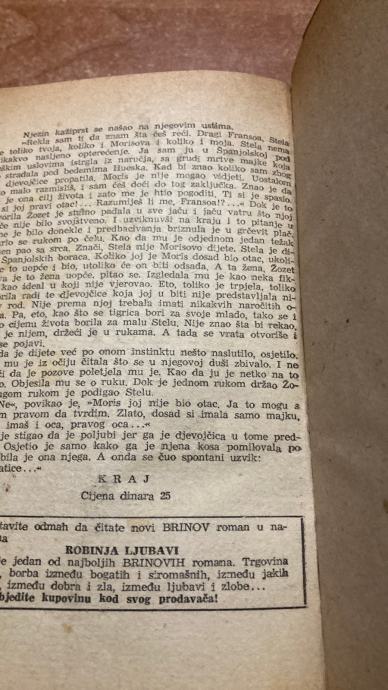 Njezin kažiprst se našao na njegovim ustima.
»Rekla sam ti da znam šta ćeš reći. Dragi Fransoa, Stela
je toliko tvoja, koliko i Morisova i koliko i moja. Stela nema
nikakvo nasljeno opterećenje. Ja sam ju u Španjolskoj pod
uslovima istrgla iz naručja, sa grudi mrtve majke koja
stradala pod bedemima Hueska. Kad bi znao koliko sam zbog
djevojčice propatila. Moris je nije mogao vidjeti. Uostalom
malo razmisliš, i sam ćeš doći do tog zaključka. Znao je da
je ona cilj života i zato me je htio pogoditi. Ti si je spasio.
si joj pravi otac!... Razumiješ li me, Fransoa!?...« Dok je to
Žozet je stidno padala u sve jaču i jaču vatru što njoj
nije bilo svojstveno. I uzviknuvši na kraju i to pitanje u
je bilo donekle i predbacivanja briznula je u grčevit plač.
se rukom po čelu. Kao da mu je odjednom jedan težak
pao sa srca. Znači, Stela nije Morisovo dijete. Stela je di-
Španjolskih boraca. Koliko joj je Moris dosad bio otac, ukoli-
je to uopće i bio, utoliko će on biti odsada. A ta žena, Žozet
je to žena uopće, pitao se. Izgledala mu je kao neka fik-
kao ideal u koji nije vjerovao. Eto, toliko je trpjela, toliko
radi te djevojčice koja joj u biti nije predstavljala ni-
rod. Nije prema njoj trebala imati nikakvih naročitih o-
Pa, eto, kao što se tigrica bori za svoje mlado, tako se i
cijenu života borila za malu Stelu. Nije znao šta bi rekao,
je nijem, držeći je u rukama. A tada se vrata otvoriše i
se pojavi.
da je dijete već po onom instinktu nešto naslutilo, osjetilo.
mu je iz očiju čitala što se u njegovoj duši zbivalo. I ne
da je pozove poletjela mu je. Kao da ju je netko na to
Objesila mu se o ruku. Dok je jednom rukom držao Žo-
rukom je podigao Stelu.
Ne«, povikao je, »Moris joj nije bio otac. Ja to mogu a
pravom da tvrdim. Zlato, dosad si imala samo majku,
imaš i oca, pravog oca...«
je stigao da je poljubi jer ga je djevojčica u tome pred-
Osjetio je samo kako ga je njena kosa pomilovala po
bila je ona njega. A onda se čuo spontani uzvik:
...«
KRAJ
Cijena dinara 25
tavite odmah da čitate novi BRINOV roman u na-
ROBINJA LJUBAVI
je jedan od najboljih BRINOVIH romana. Trgovina
borba između bogatih i siromašnih, između jakih
između dobra i zla, između ljubavi i zlobe...
bjedite kupovinu kod svog prodavača!